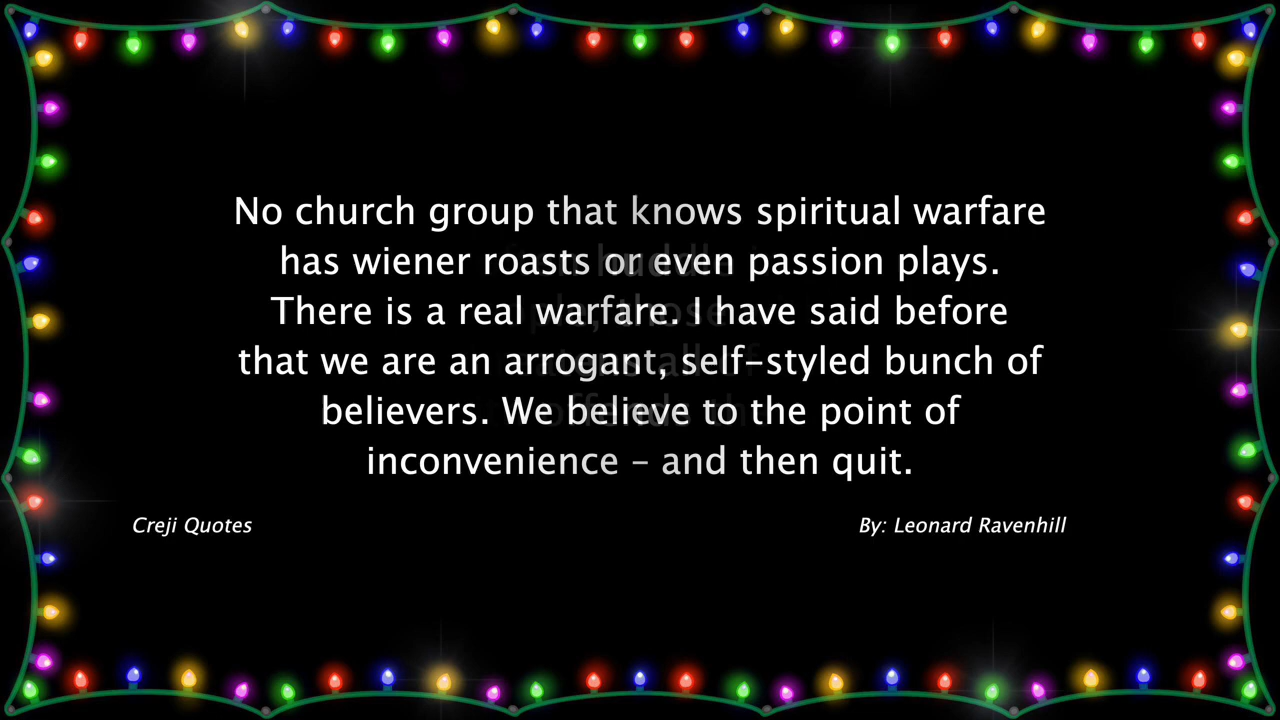 No church group that knows spiritual warfare
has wiener roasts or even passion plays.
There is a real warfare. I have said before
that we are an arrogant, self-styled bunch of
believers. We believe to the point of
inconvenience – and then quit.
Creji Quotes
By: Leonard Ravenhill